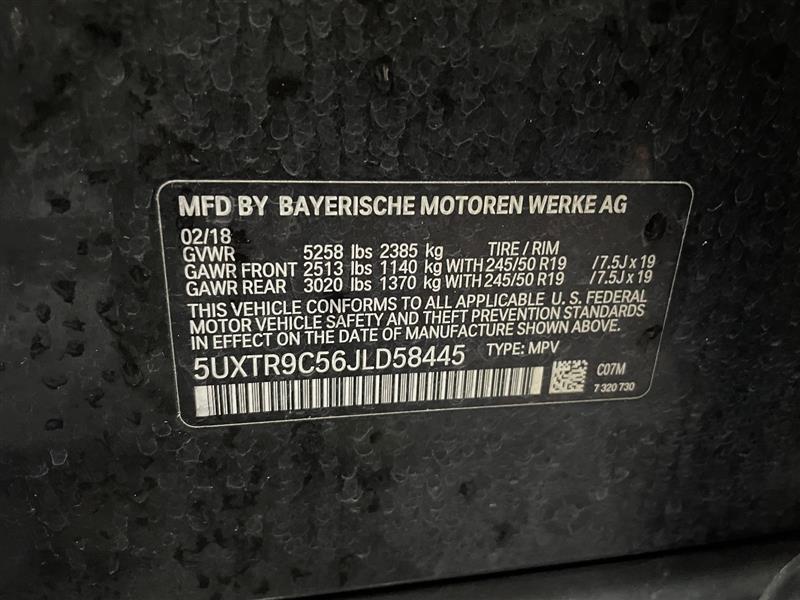 MFD BY BAYERISCHE MOTOREN WERKE AG
02/18
GVWR 5258 lbs 2385 kg TIRE / RIM
GAWR FRONT 2513 lbs 1140 kg WITH 245/50 R19 /7.5J x 19
GAWR REAR 3020 lbs 1370 kg WITH 245/50 R19 /7.5J x 19
THIS VEHICLE CONFORMS TO ALL APPLICABLE U. S. FEDERAL
MOTOR VEHICLE SAFETY AND THEFT PREVENTION STANDARDS
IN EFFECT ON THE DATE OF MANUFACTURE SHOWN ABOVE.
5UXTR9C56JLD58445 TYPE: MPV
C07M
7 320 730